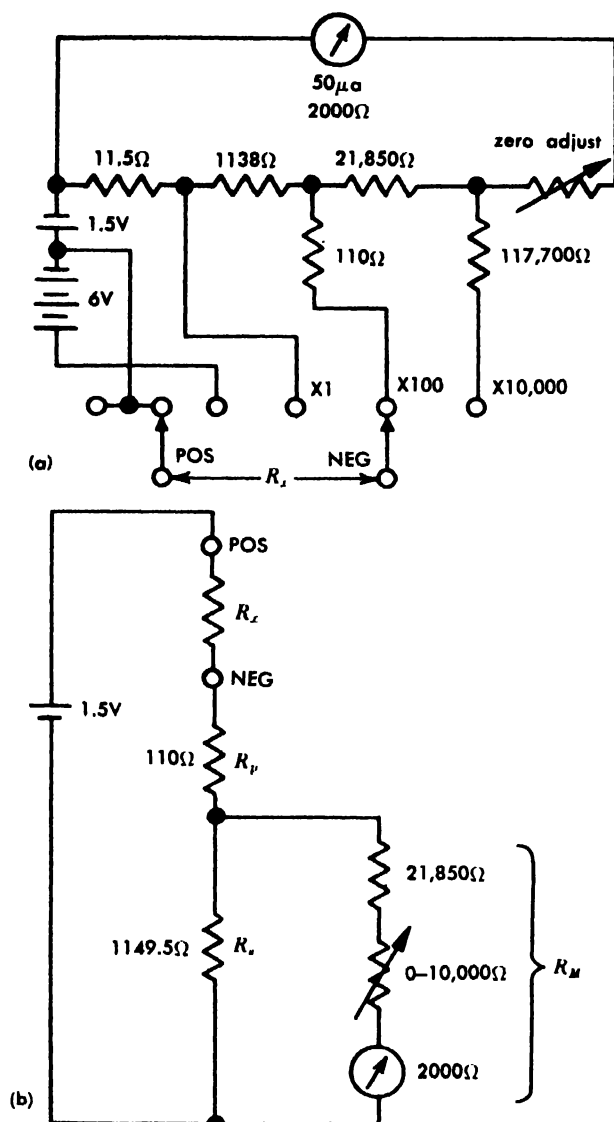 50μa
2000Ω
11.5Ω 1138Ω 21,850Ω zero adjust
1.5V
110Ω 117,700Ω
6V
X1 X100 X10,000
POS NEG
(a) Rx
POS
Rx
NEG
1.5V
110Ω Rp
21,850Ω
1149.5Ω Rs 0–10,000Ω RM
2000Ω
(b)